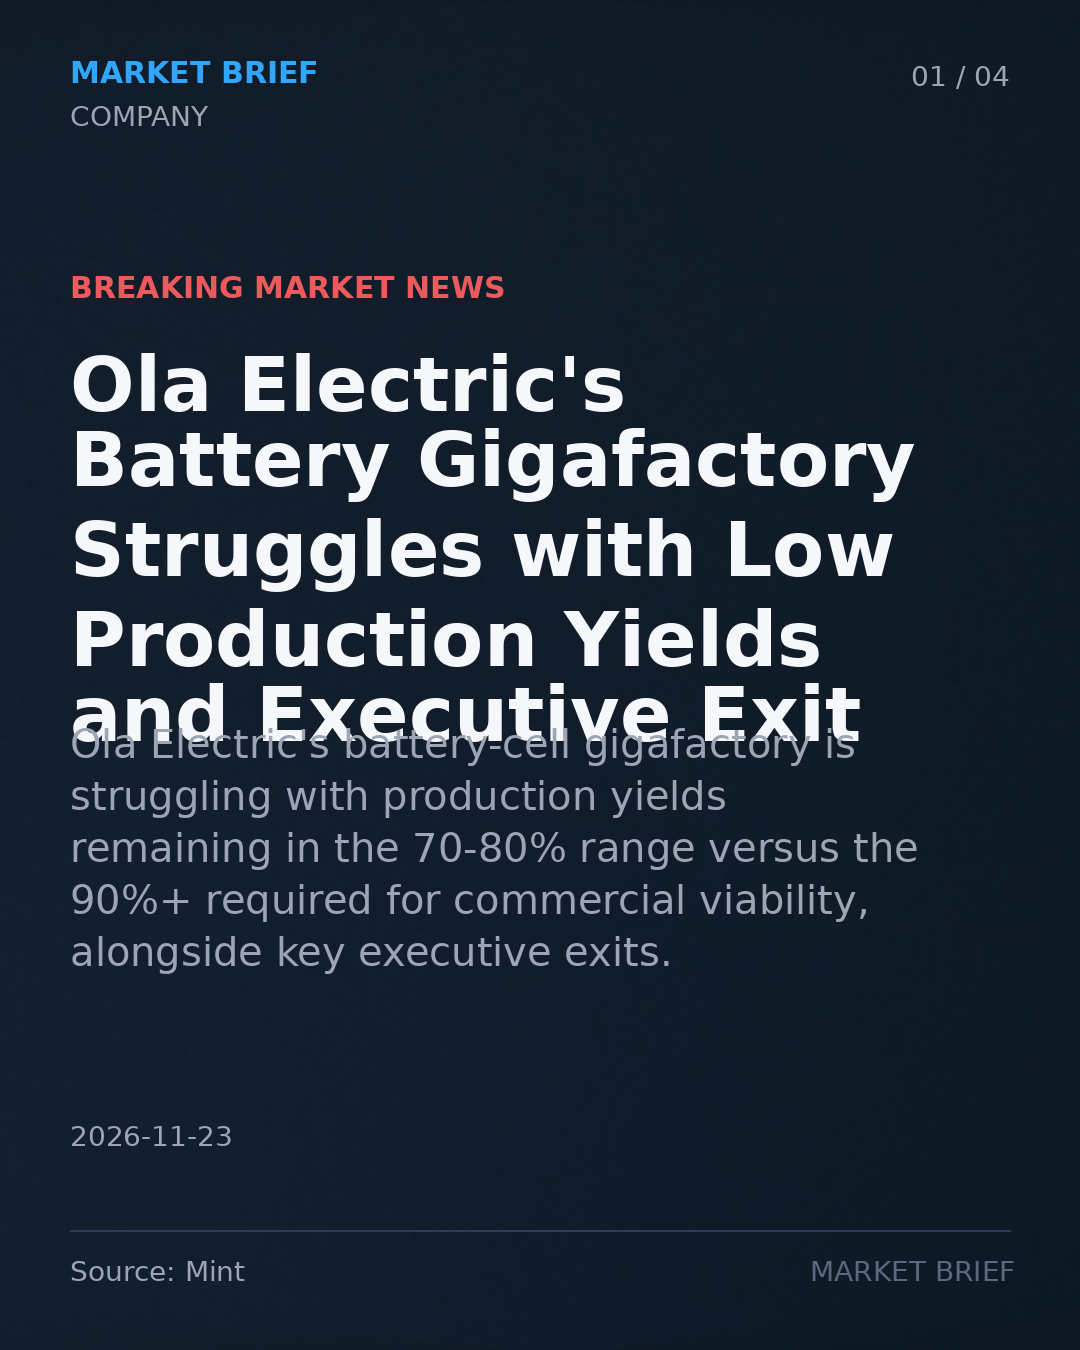 MARKET BRIEF
01 / 04
COMPANY
BREAKING MARKET NEWS
Ola Electric's
Battery Gigafactory
Struggles with Low
Production Yields
and Executive Exit
Ola Electric's battery-cell gigafactory is
struggling with production yields
remaining in the 70-80% range versus the
90%+ required for commercial viability,
alongside key executive exits.
2026-11-23
Source: Mint
MARKET BRIEF